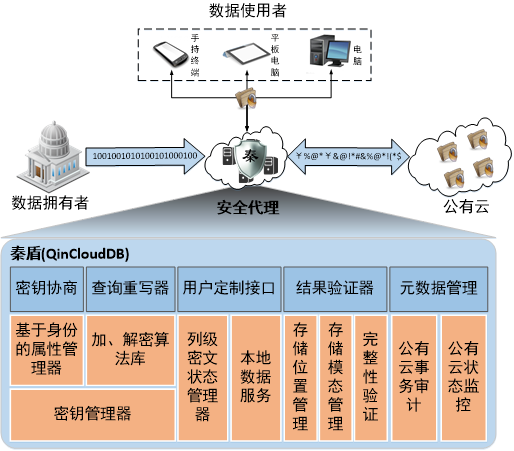 数据使用者
手持终端
平板电脑
电脑
1001001010100101000100
秦
¥%@*¥&@!*#&%@*!(*$
数据拥有者
安全代理
公有云
秦盾(QinCloudDB)
密钥协商
查询重写器
用户定制接口
结果验证器
元数据管理
基于身份的属性管理器
加、解密算法库
密钥管理器
列级密文状态管理器
本地数据服务
存储位置管理
存储模态管理
完整性验证
公有云事务审计
公有云状态监控